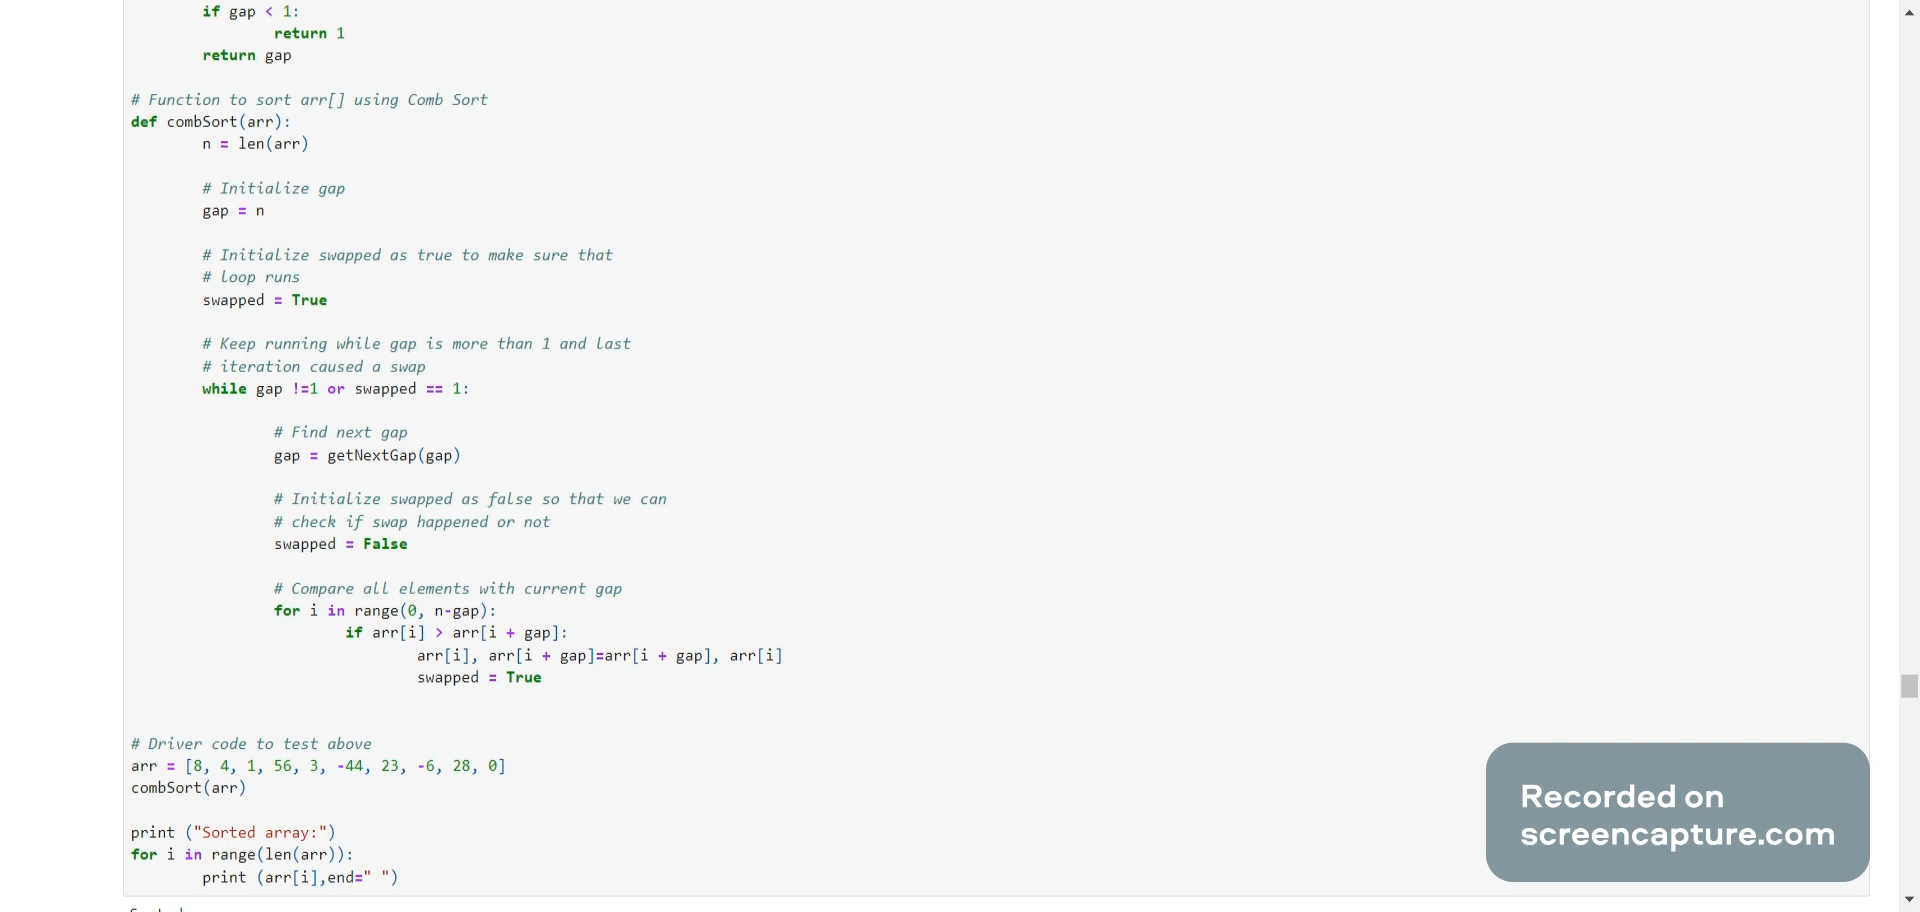 if gap < 1:
return 1
return gap
# Function to sort arr[] using Comb Sort
def combSort(arr):
n = len(arr)
# Initialize gap
gap = n
# Initialize swapped as true to make sure that
# loop runs
swapped = True
# Keep running while gap is more than 1 and last
# iteration caused a swap
while gap !=1 or swapped == 1:
# Find next gap
gap = getNextGap(gap)
# Initialize swapped as false so that we can
# check if swap happened or not
swapped = False
# Compare all elements with current gap
for i in range(0, n-gap):
if arr[i] > arr[i + gap]:
arr[i], arr[i + gap]=arr[i + gap], arr[i]
swapped = True
# Driver code to test above
arr = [8, 4, 1, 56, 3, -44, 23, -6, 28, 0]
combSort(arr)
print ("Sorted array:")
for i in range(len(arr)):
print (arr[i],end=" ")
Recorded on
screencapture.com